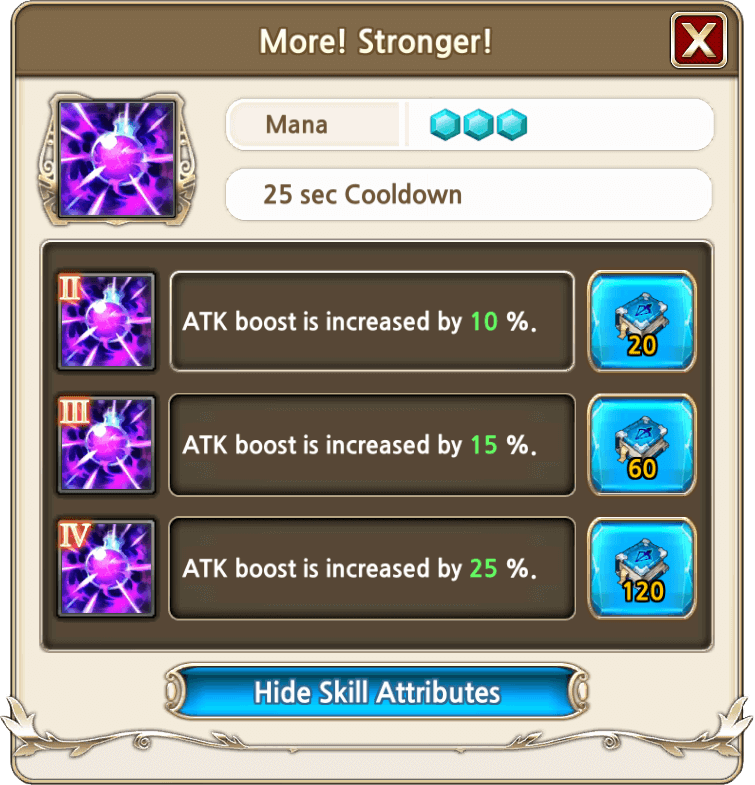 More! Stronger!
X
Mana
25 sec Cooldown
II
ATK boost is increased by 10 %.
20
III
ATK boost is increased by 15 %.
60
IV
ATK boost is increased by 25 %.
120
Hide Skill Attributes